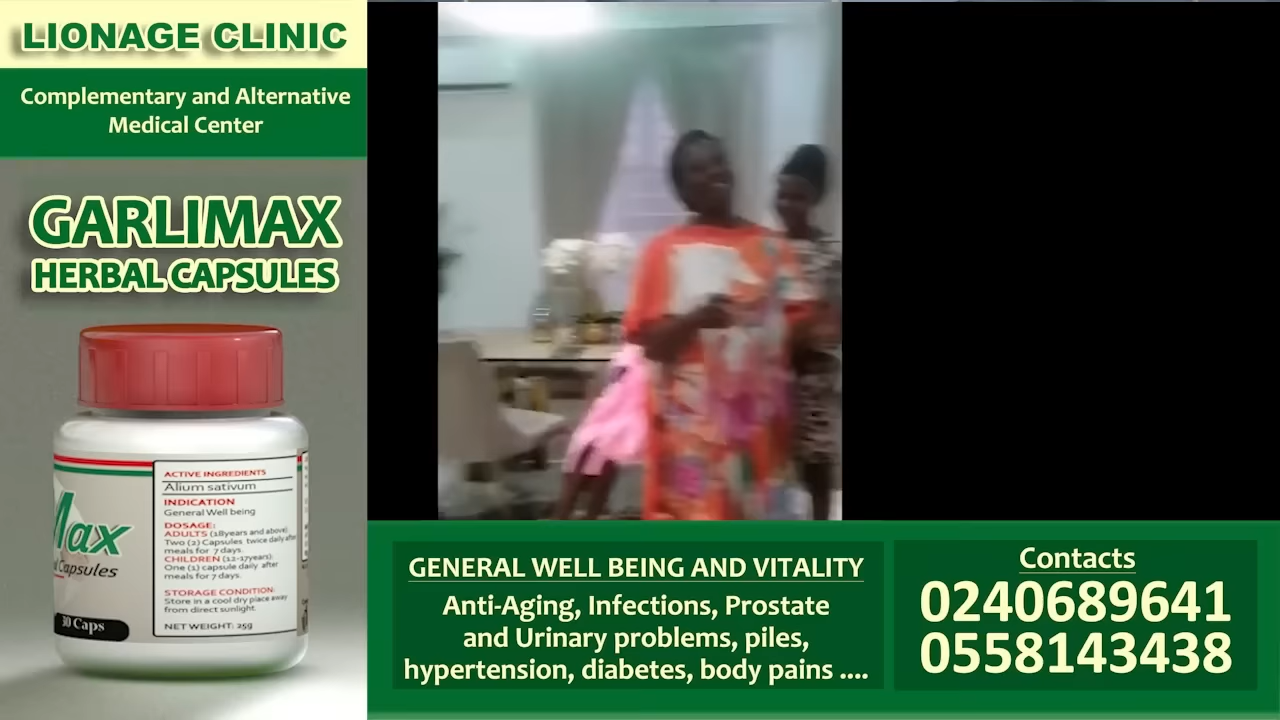 LIONAGE CLINIC
Complementary and Alternative
Medical Center
GARLIMAX
HERBAL CAPSULES
Max
Capsules
30 Caps
ACTIVE INGREDIENTS
Alium sativum
INDICATION
General Well being
DOSAGE:
ADULTS (18years and above):
Two (2) Capsules twice daily after
meals for 7 days.
CHILDREN (12-17years):
One (1) capsule daily after
meals for 7 days.
STORAGE CONDITION:
Store in a cool dry place away
from direct sunlight.
NET WEIGHT: 25g
GENERAL WELL BEING AND VITALITY
Anti-Aging, Infections, Prostate
and Urinary problems, piles,
hypertension, diabetes, body pains ....
Contacts
0240689641
0558143438